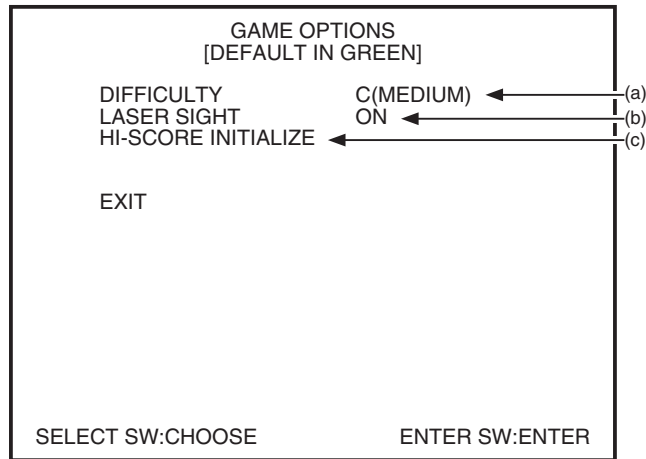 GAME OPTIONS
[DEFAULT IN GREEN]
DIFFICULTY C(MEDIUM) (a)
LASER SIGHT ON (b)
HI-SCORE INITIALIZE (c)
EXIT
SELECT SW:CHOOSE ENTER SW:ENTER